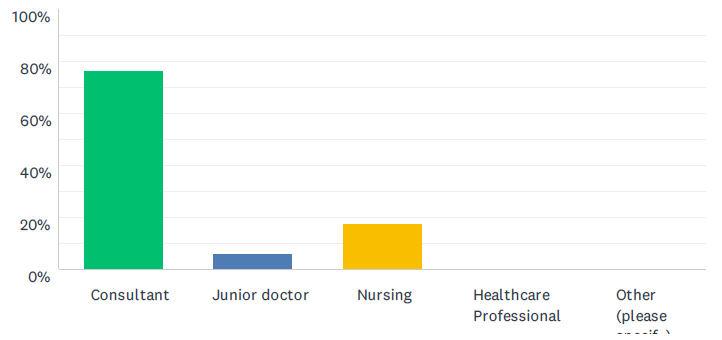 100%
80%
60%
40%
20%
0%
Consultant
Junior doctor
Nursing
Healthcare
Professional
Other
(please